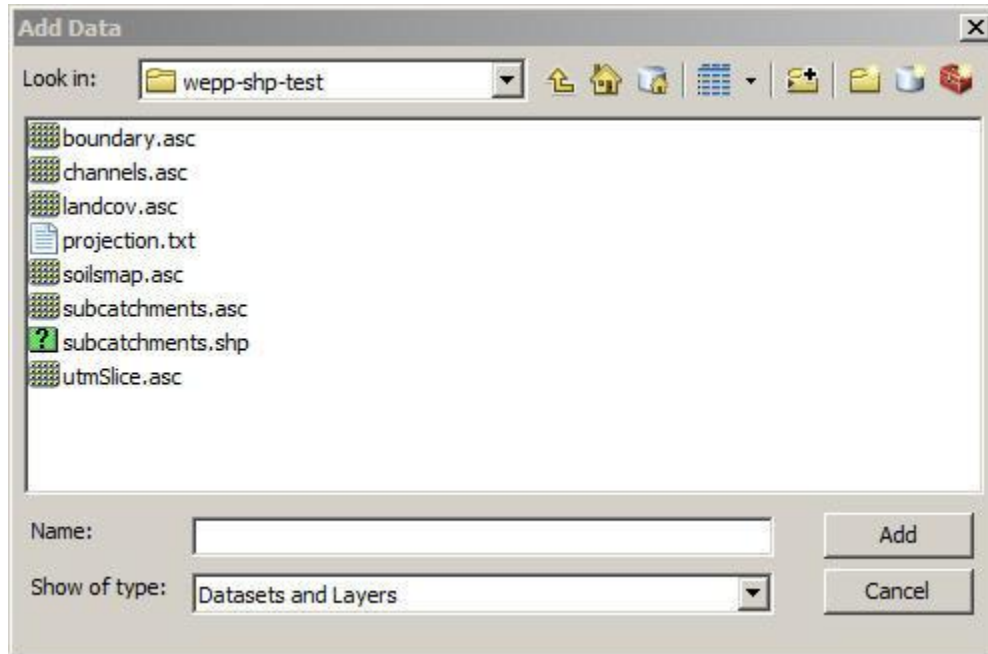 Add Data
Look in: wepp-shp-test
boundary.asc
channels.asc
landcov.asc
projection.txt
soilsmap.asc
subcatchments.asc
subcatchments.shp
utmSlice.asc
Name: Add
Show of type: Datasets and Layers Cancel